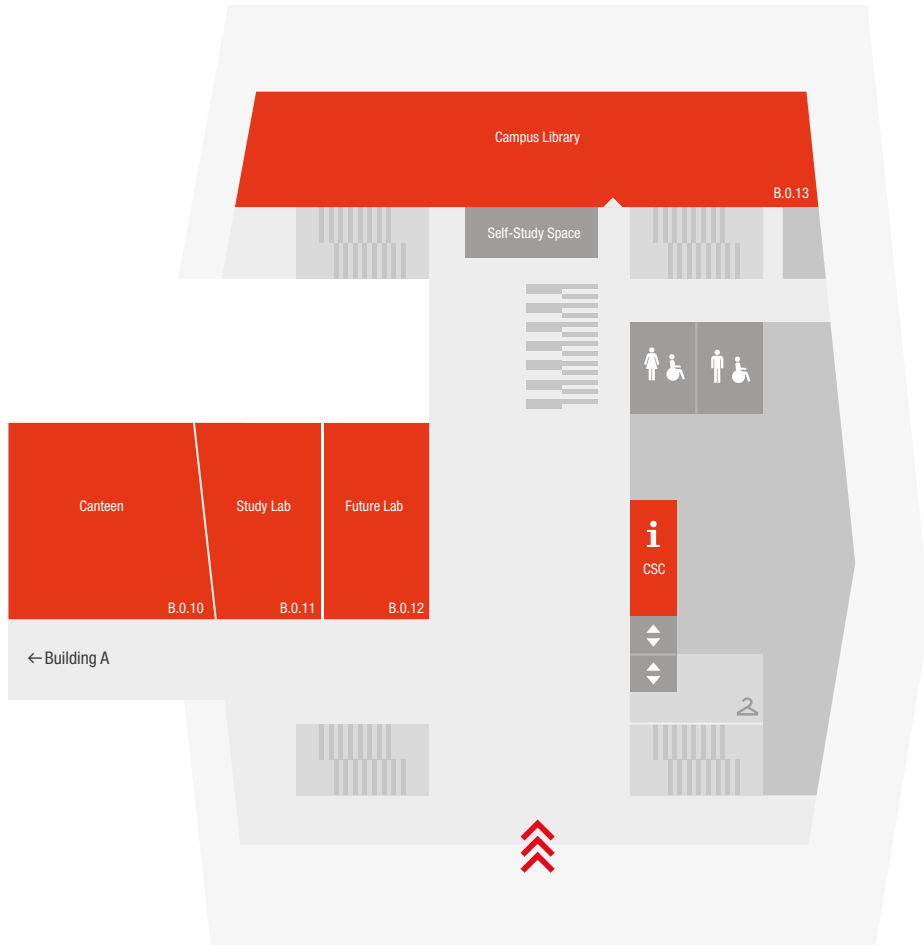 Campus Library
B.0.13
Self-Study Space
Canteen
Study Lab
Future Lab
i
CSC
B.0.10
B.0.11
B.0.12
←Building A